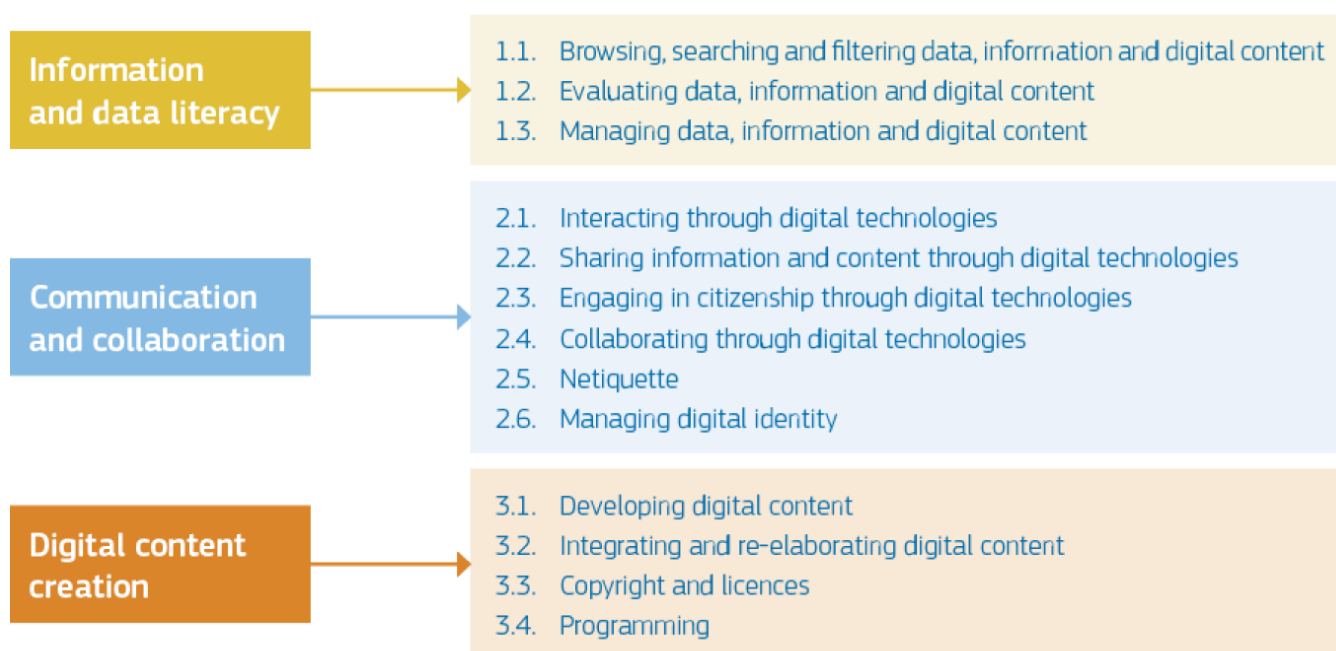 Information
and data literacy
1.1. Browsing, searching and filtering data, information and digital content
1.2. Evaluating data, information and digital content
1.3. Managing data, information and digital content
Communication
and collaboration
2.1. Interacting through digital technologies
2.2. Sharing information and content through digital technologies
2.3. Engaging in citizenship through digital technologies
2.4. Collaborating through digital technologies
2.5. Netiquette
2.6. Managing digital identity
Digital content
creation
3.1. Developing digital content
3.2. Integrating and re-elaborating digital content
3.3. Copyright and licences
3.4. Programming